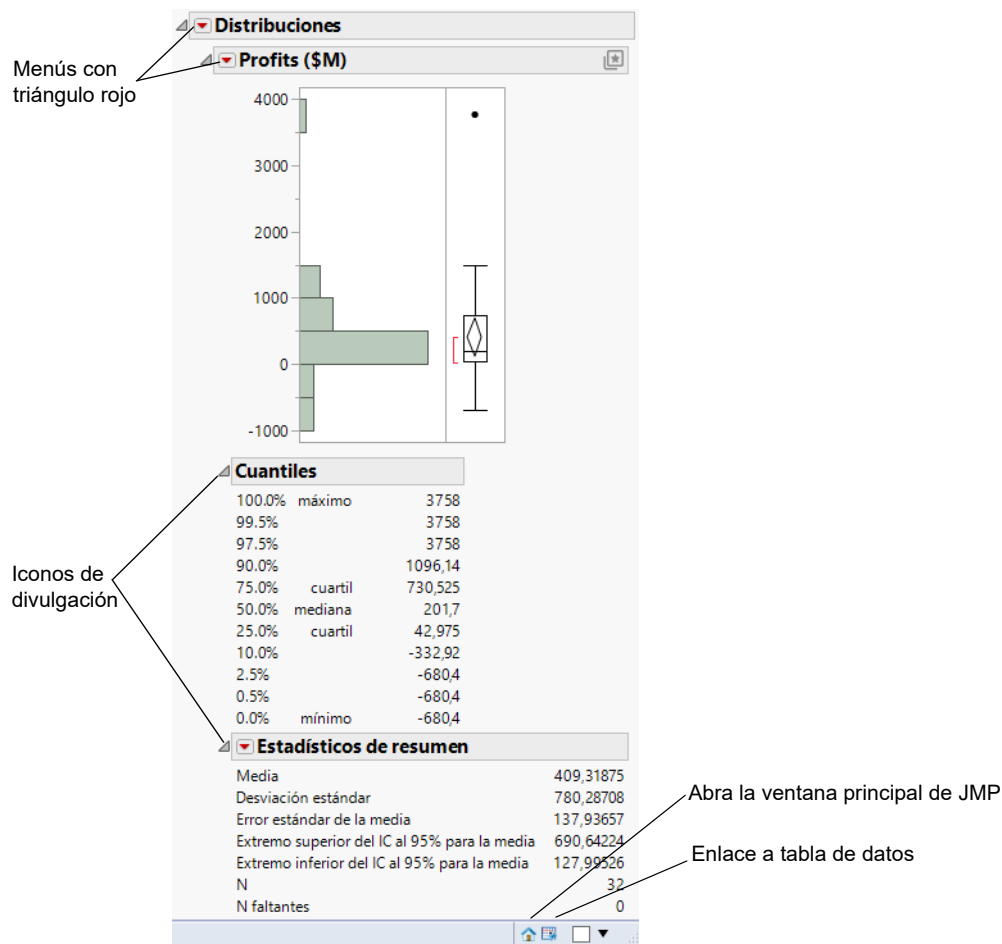 Distribuciones
Profits ($M)
Menús con
triángulo rojo
4000
3000
2000
1000
0
-1000
Cuantiles
100.0% máximo 3758
99.5% 3758
97.5% 3758
90.0% 1096,14
75.0% cuartil 730,525
50.0% mediana 201,7
25.0% cuartil 42,975
10.0% -332,92
2.5% -680,4
0.5% -680,4
0.0% mínimo -680,4
Iconos de
divulgación
Estadísticos de resumen
Media 409,31875
Desviación estándar 780,28708
Error estándar de la media 137,93657
Extremo superior del IC al 95% para la media 690,64224
Extremo inferior del IC al 95% para la media 127,99526
N 32
N faltantes 0
Abra la ventana principal de JMP
Enlace a tabla de datos